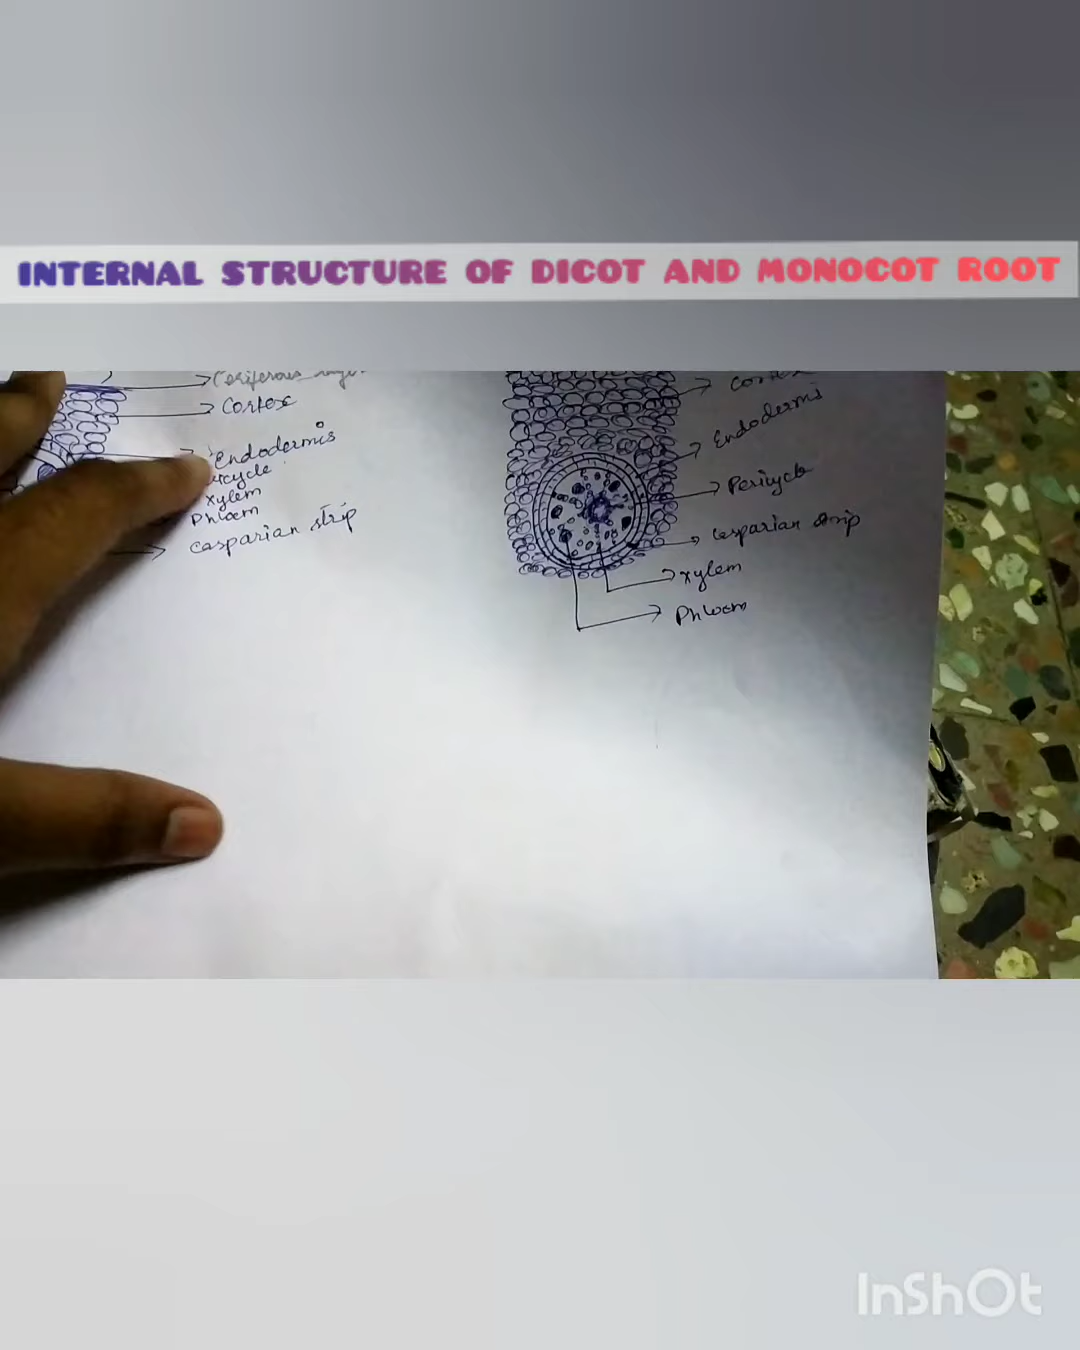 INTERNAL STRUCTURE OF DICOT AND MONOCOT ROOT
Cortex
Endodermis
Xylem
Phloem
Casparian strip
Endodermis
Pericycle
Casparian strip
Xylem
Phloem
InShOt